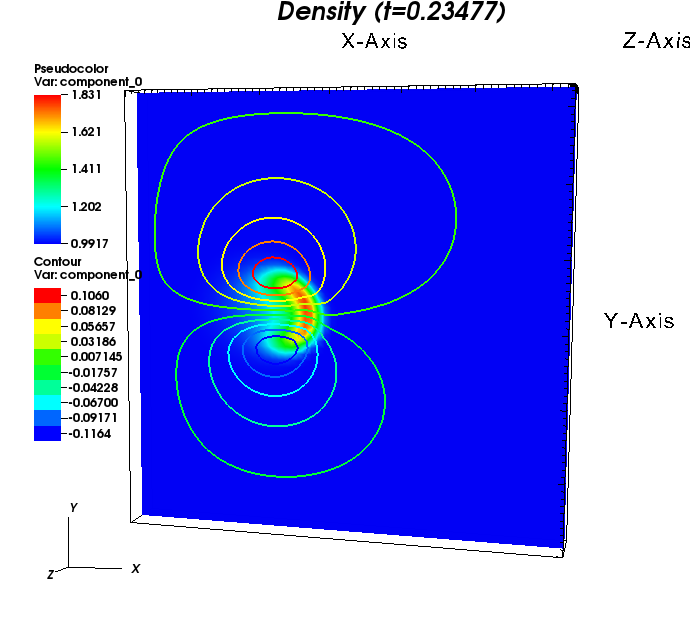 Density (t=0.23477)
X-Axis
Z-Axis
Pseudocolor
Var: component_0
1.831
1.621
1.411
1.202
0.9917
Contour
Var: component_0
0.1060
0.08129
0.05657
0.03186
0.007145
-0.01757
-0.04228
-0.06700
-0.09171
-0.1164
Y-Axis
Y
Z
X